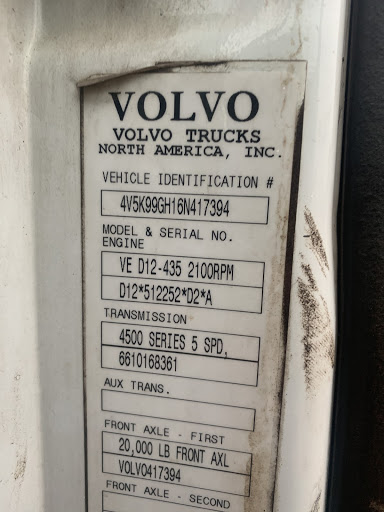 VOLVO
VOLVO TRUCKS
NORTH AMERICA, INC.
VEHICLE IDENTIFICATION #
4V5K99GH16N417394
MODEL & SERIAL NO.
ENGINE
VE D12-435 2100RPM
D12*512252*D2*A
TRANSMISSION
4500 SERIES 5 SPD,
6610168361
AUX TRANS.
FRONT AXLE - FIRST
20,000 LB FRONT AXL
VOLVO417394
FRONT AXLE - SECOND